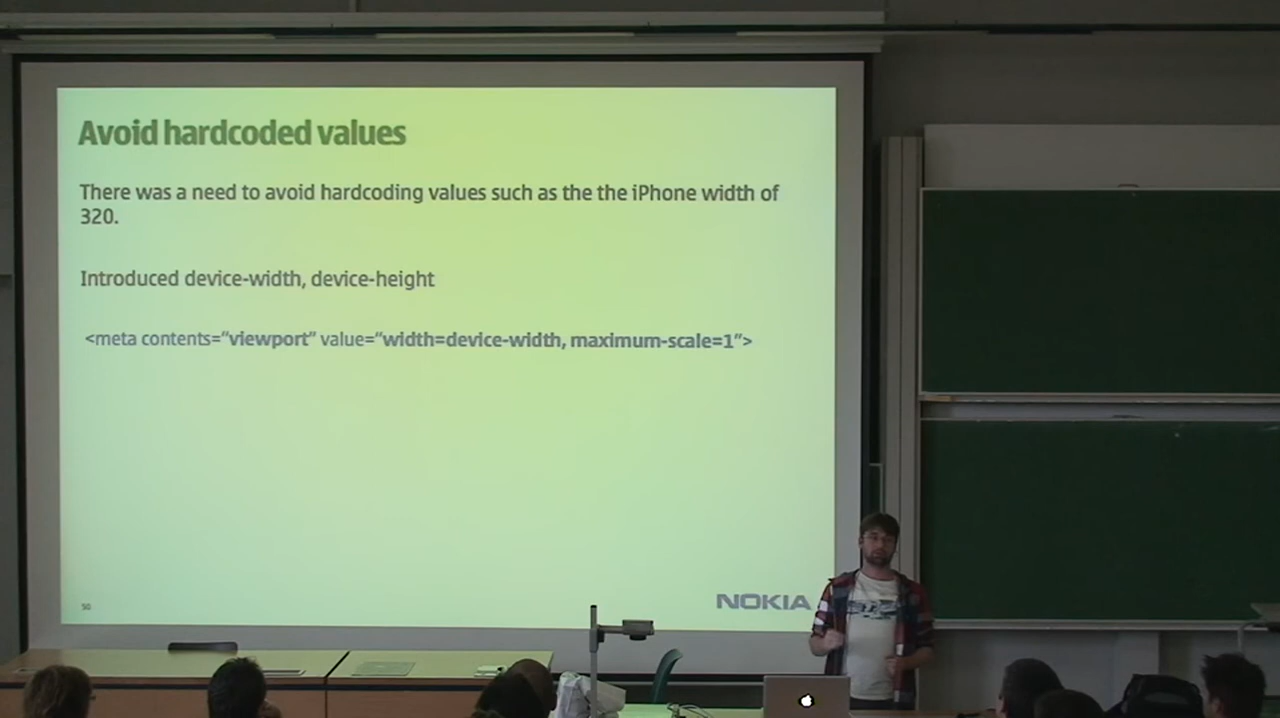 Avoid hardcoded values
There was a need to avoid hardcoding values such as the the iPhone width of
320.
Introduced device-width, device-height
<meta contents=“viewport” value=“width=device-width, maximum-scale=1”>
50
NOKIA